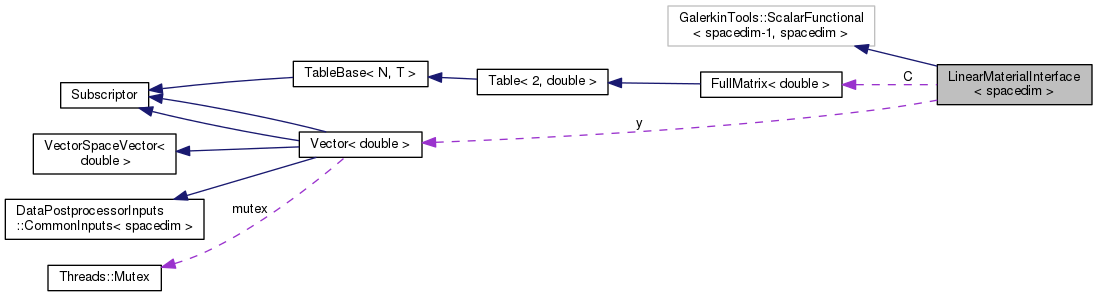 GalerkinTools::ScalarFunctional
< spacedim-1, spacedim >
LinearMaterialInterface
< spacedim >
C
FullMatrix< double >
Table< 2, double >
TableBase< N, T >
Subscriptor
y
Vector< double >
VectorSpaceVector<
double >
DataPostprocessorInputs
::CommonInputs< spacedim >
mutex
Threads::Mutex